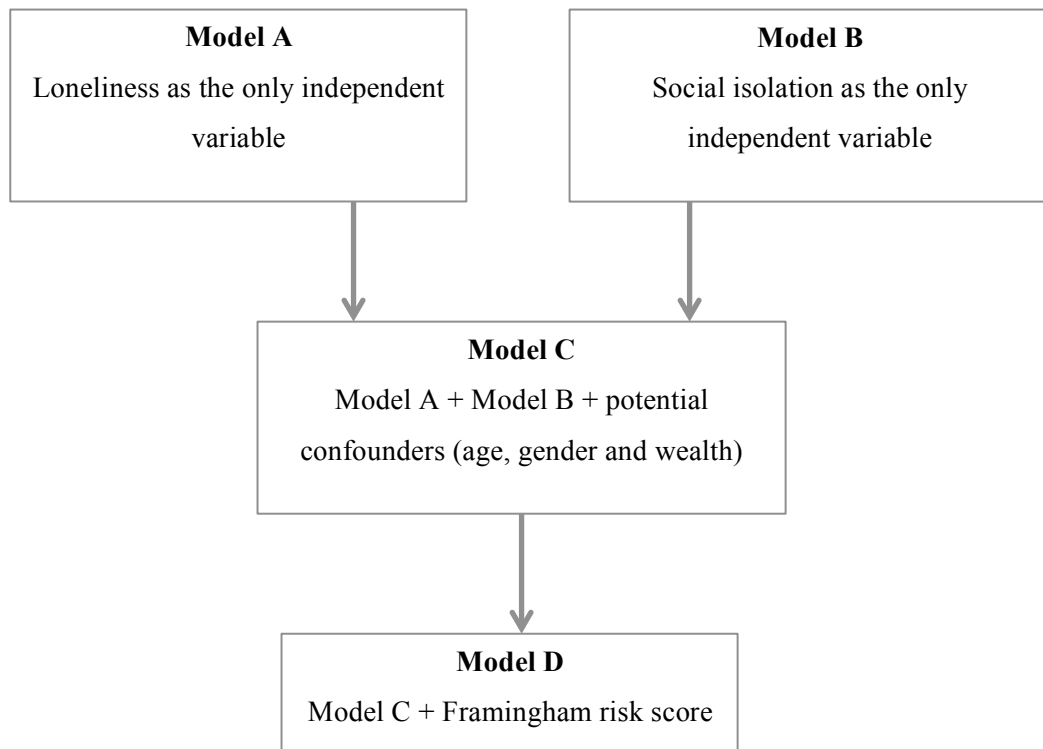 Model A
Loneliness as the only independent
variable
Model B
Social isolation as the only
independent variable
Model C
Model A + Model B + potential
confounders (age, gender and wealth)
Model D
Model C + Framingham risk score